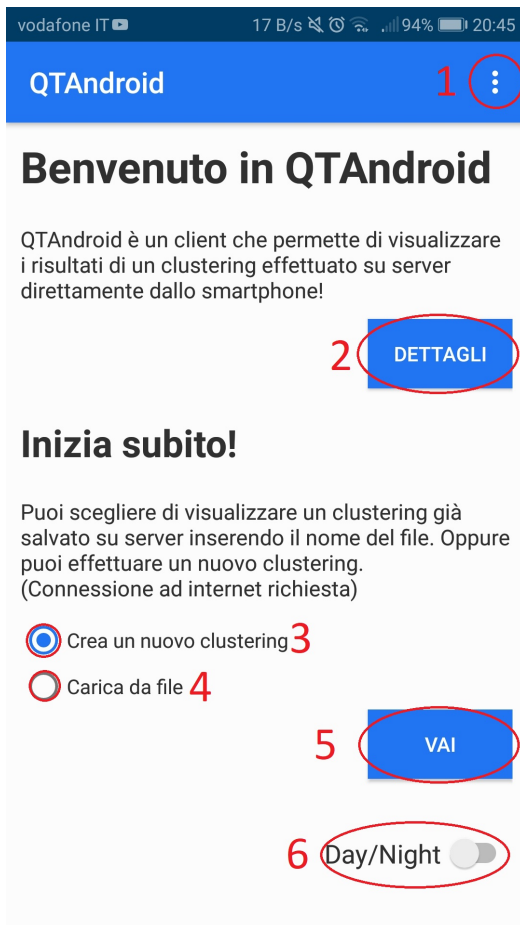 vodafone IT 17 B/s 94% 20:45
QTAndroid 1
Benvenuto in QTAndroid
QTAndroid è un client che permette di visualizzare
i risultati di un clustering effettuato su server
direttamente dallo smartphone!
2 DETTAGLI
Inizia subito!
Puoi scegliere di visualizzare un clustering già
salvato su server inserendo il nome del file. Oppure
puoi effettuare un nuovo clustering.
(Connessione ad internet richiesta)
Crea un nuovo clustering 3
Carica da file 4
5 VAI
6 Day/Night